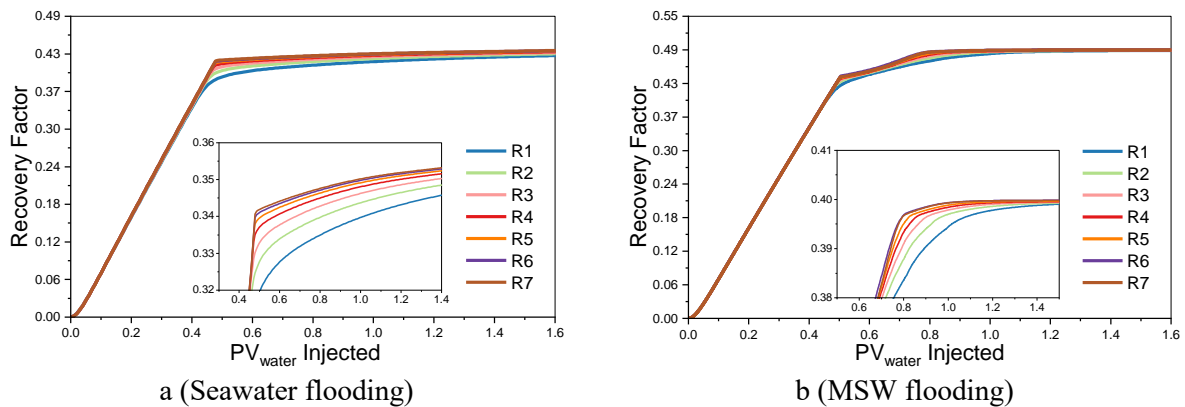 0.49
0.43
0.37
0.30
0.24
0.18
0.12
0.06
0.00
Recovery Factor
0.0 0.2 0.4 0.6 0.8 1.0 1.2 1.4 1.6
PVwater Injected
0.36
0.35
0.34
0.33
0.32
0.4 0.6 0.8 1.0 1.2 1.4
R1
R2
R3
R4
R5
R6
R7
a (Seawater flooding)
0.55
0.49
0.43
0.37
0.31
0.24
0.18
0.12
0.06
0.00
Recovery Factor
0.0 0.2 0.4 0.6 0.8 1.0 1.2 1.4 1.6
PVwater Injected
0.41
0.40
0.39
0.38
0.6 0.8 1.0 1.2 1.4
R1
R2
R3
R4
R5
R6
R7
b (MSW flooding)